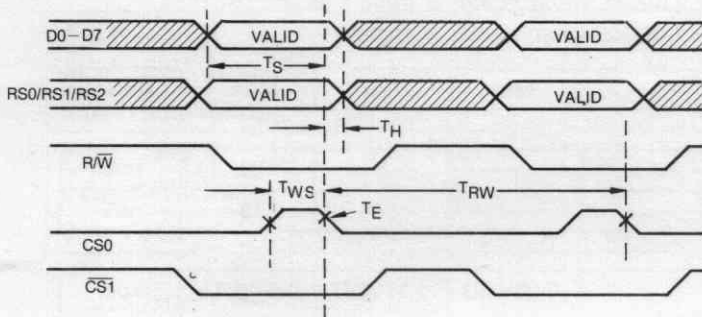 D0–D7 VALID VALID
T_S
RS0/RS1/RS2 VALID VALID
T_H
R/W̅
T_WS T_RW
T_E
CS0
C̅S̅1̅